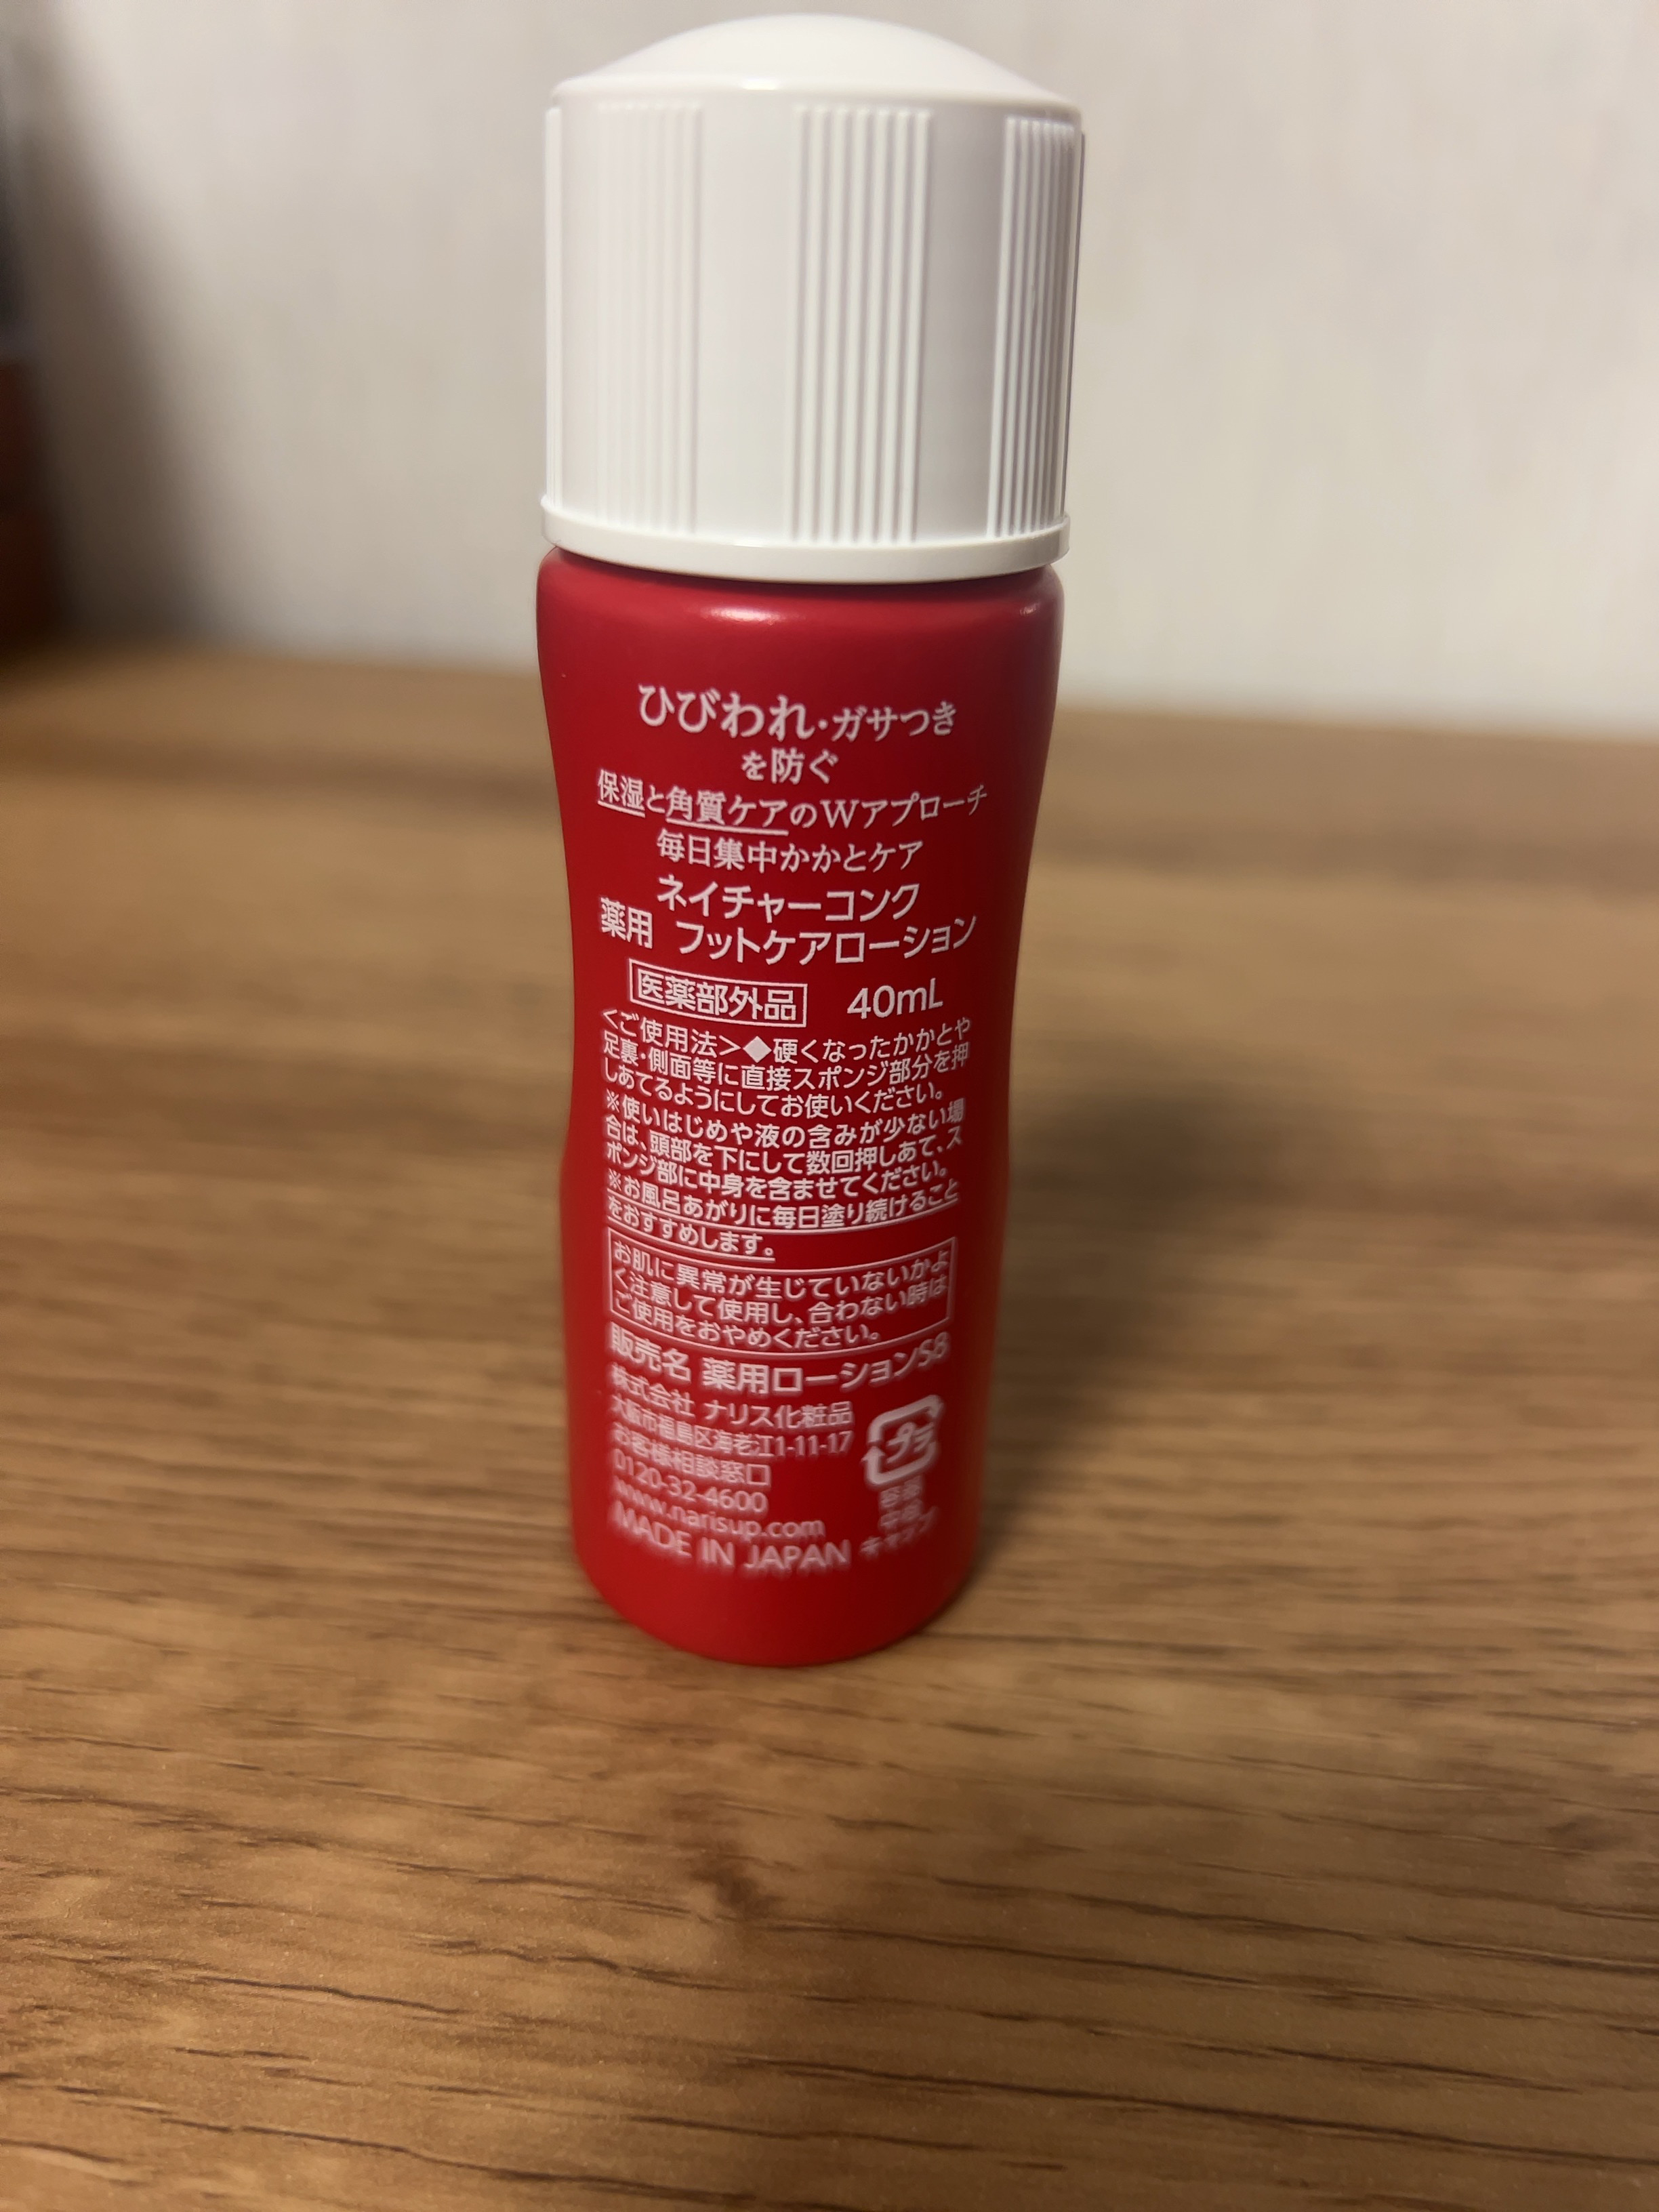 ひびわれ・ガサつき
を防ぐ
保湿と角質ケアのWアプローチ
毎日集中かかとケア
ネイチャーコンク
薬用 フットケアローション
医薬部外品 40mL
<ご使用法>◆硬くなったかかとや
足裏・側面等に直接スポンジ部分を押
しあてるようにしてお使いください。
※使いはじめや液の含みが少ない場
合は、頭部を下にして数回押しあて、ス
ポンジ部に中身を含ませてください。
※お風呂あがりに毎日塗り続けること
をおすすめします。
お肌に異常が生じていないかよ
く注意して使用し、合わない時は
ご使用をおやめください。
販売名 薬用ローションSβ
株式会社 ナリス化粧品
大阪市福島区海老江1-11-17
お客様相談窓口
0120-32-4600
www.narisup.com
MADE IN JAPAN
プラ
容器
中栓
キャップ